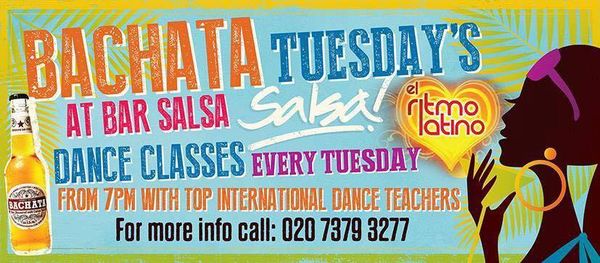 BACHATA TUESDAY'S
AT BAR SALSA
Salsa!
el ritmo latino
DANCE CLASSES EVERY TUESDAY
FROM 7PM WITH TOP INTERNATIONAL DANCE TEACHERS
For more info call: 020 7379 3277
BACHATA